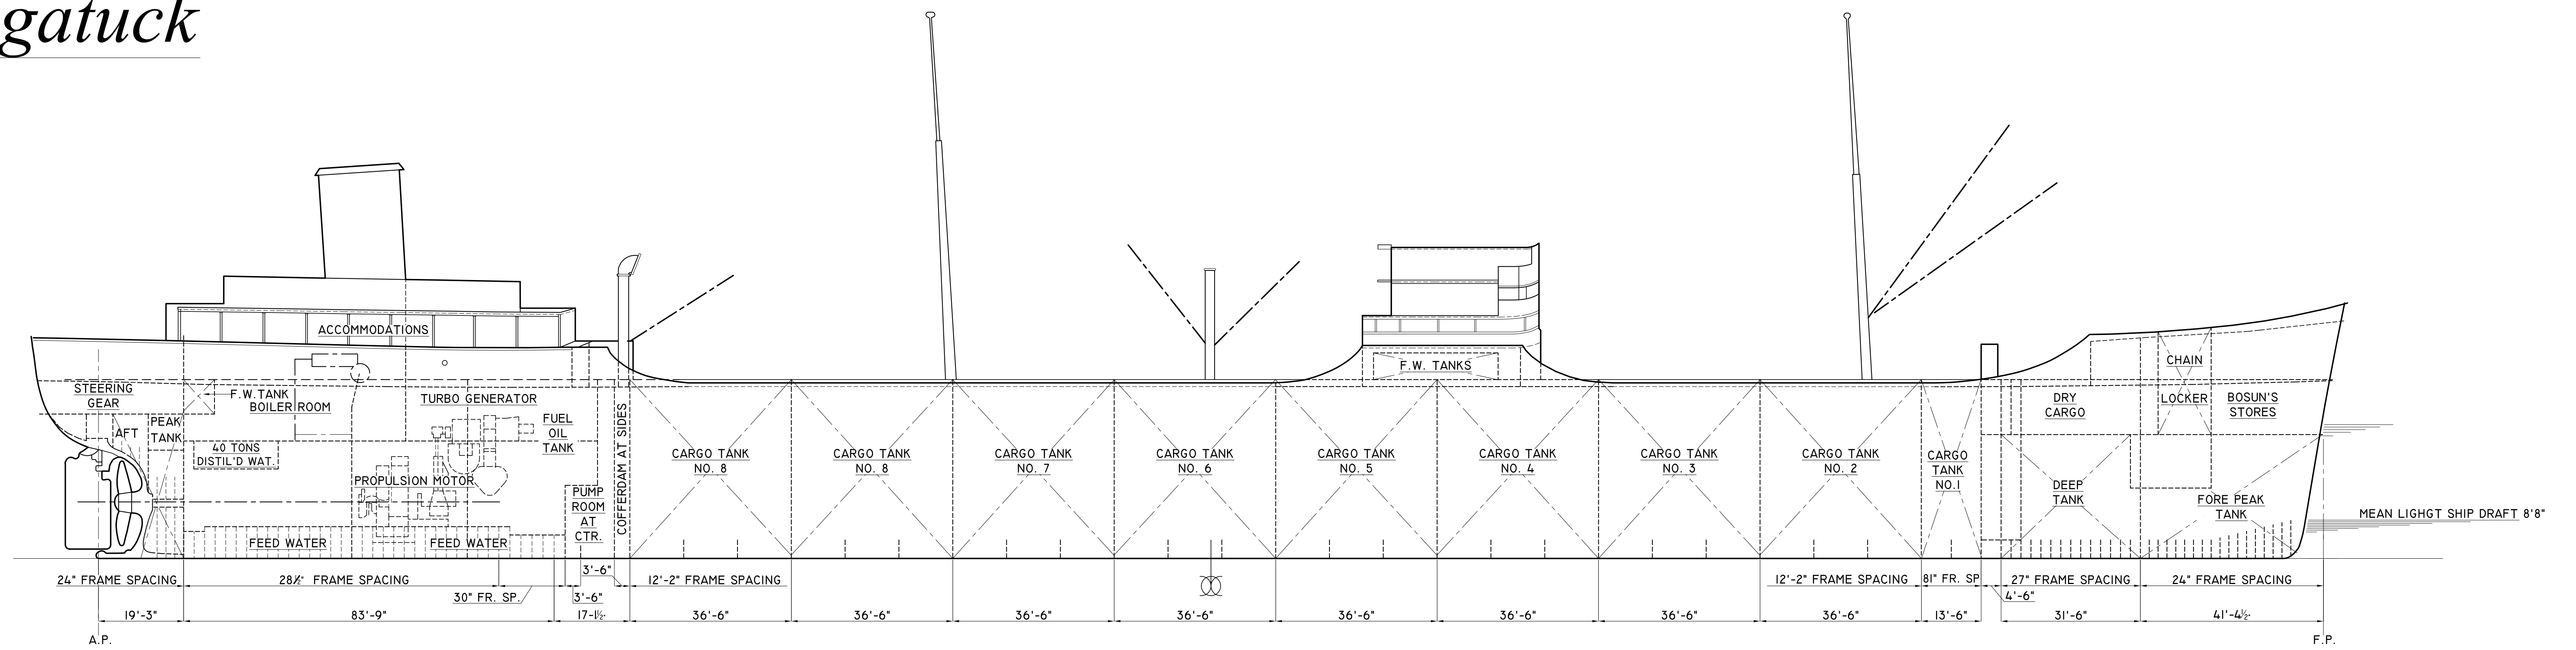 gatuck
ACCOMMODATIONS
STEERING
GEAR
F.W.TANK
BOILER ROOM
TURBO GENERATOR
FUEL
OIL
TANK
PEAK
TANK
AFT
40 TONS
DISTIL'D WAT.
PROPULSION MOTOR
FEED WATER
FEED WATER
PUMP
ROOM
AT
CTR.
COFFERDAM AT SIDES
CARGO TANK
NO. 8
CARGO TANK
NO. 8
CARGO TANK
NO. 7
CARGO TANK
NO. 6
CARGO TANK
NO. 5
CARGO TANK
NO. 4
CARGO TANK
NO. 3
CARGO TANK
NO. 2
CARGO
TANK
NO.1
F.W. TANKS
DRY
CARGO
CHAIN
LOCKER
BOSUN'S
STORES
DEEP
TANK
FORE PEAK
TANK
MEAN LIGHGT SHIP DRAFT 8'8"
24" FRAME SPACING
28½" FRAME SPACING
30" FR. SP.
3'-6"
3'-6"
12'-2" FRAME SPACING
12'-2" FRAME SPACING
81" FR. SP
27" FRAME SPACING
4'-6"
24" FRAME SPACING
19'-3"
83'-9"
17-1½"
36'-6"
36'-6"
36'-6"
36'-6"
36'-6"
36'-6"
36'-6"
36'-6"
13'-6"
31'-6"
41'-4½"
A.P.
F.P.